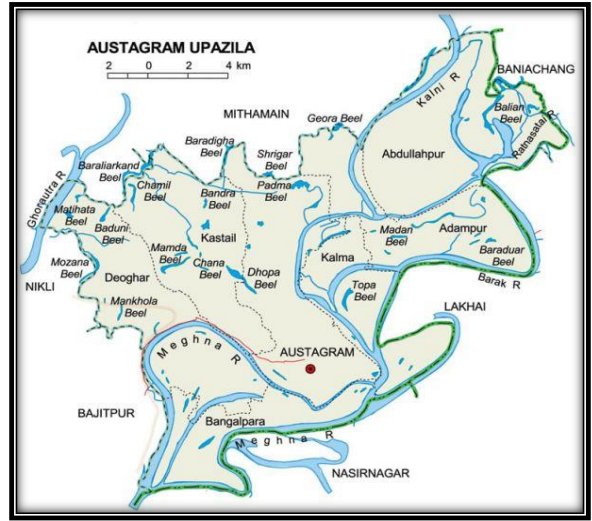 AUSTAGRAM UPAZILA
2 0 2 4 km
BANIACHANG
Kalni R
Balian
Beel
Ratnasatai R
MITHAMAIN
Geora Beel
Abdullahpur
Baradigha
Beel
Shrigar
Beel
Baraliarkand
Beel
Ghorautra R
Chamil
Beel
Bandra
Beel
Padma
Beel
Matihata
Beel
Baduni
Beel
Kastail
Madan
Beel
Adampur
Mamda
Beel
Chana
Beel
Kalma
Baraduar
Beel
Mozana
Beel
NIKLI
Deoghar
Dhopa
Beel
Topa
Beel
Barak R
Mankhola
Beel
LAKHAI
Meghna R
AUSTAGRAM
BAJITPUR
Bangalpara
Meghna R
NASIRNAGAR